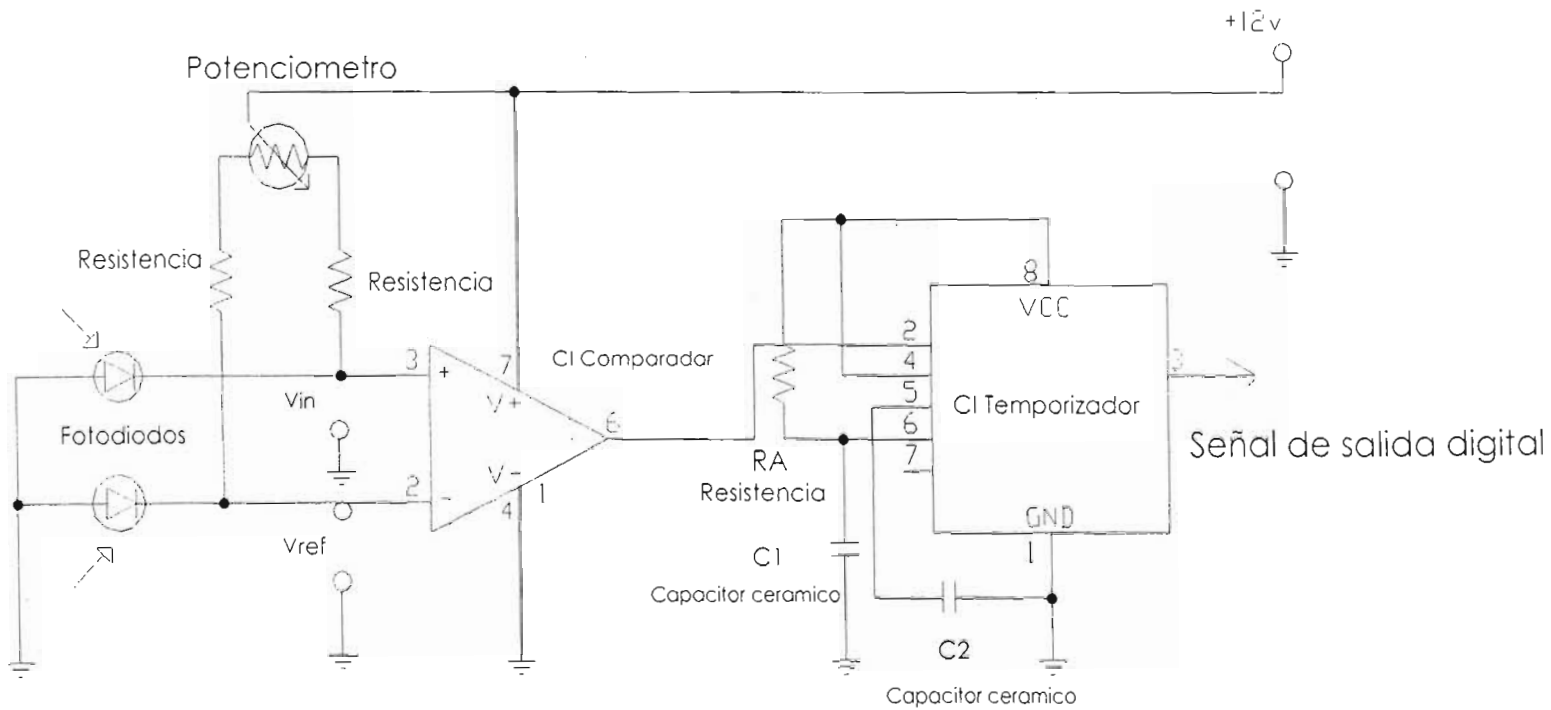 +12v
Potenciometro
Resistencia
Resistencia
8
VCC
3
7
+
V+
CI Comparador
2
4
5
6
7
CI Temporizador
3
Vin
6
Fotodiodos
Señal de salida digital
RA
Resistencia
V-
2
-
4
1
GND
1
Vref
C1
Capacitor ceramico
C2
Capacitor ceramico